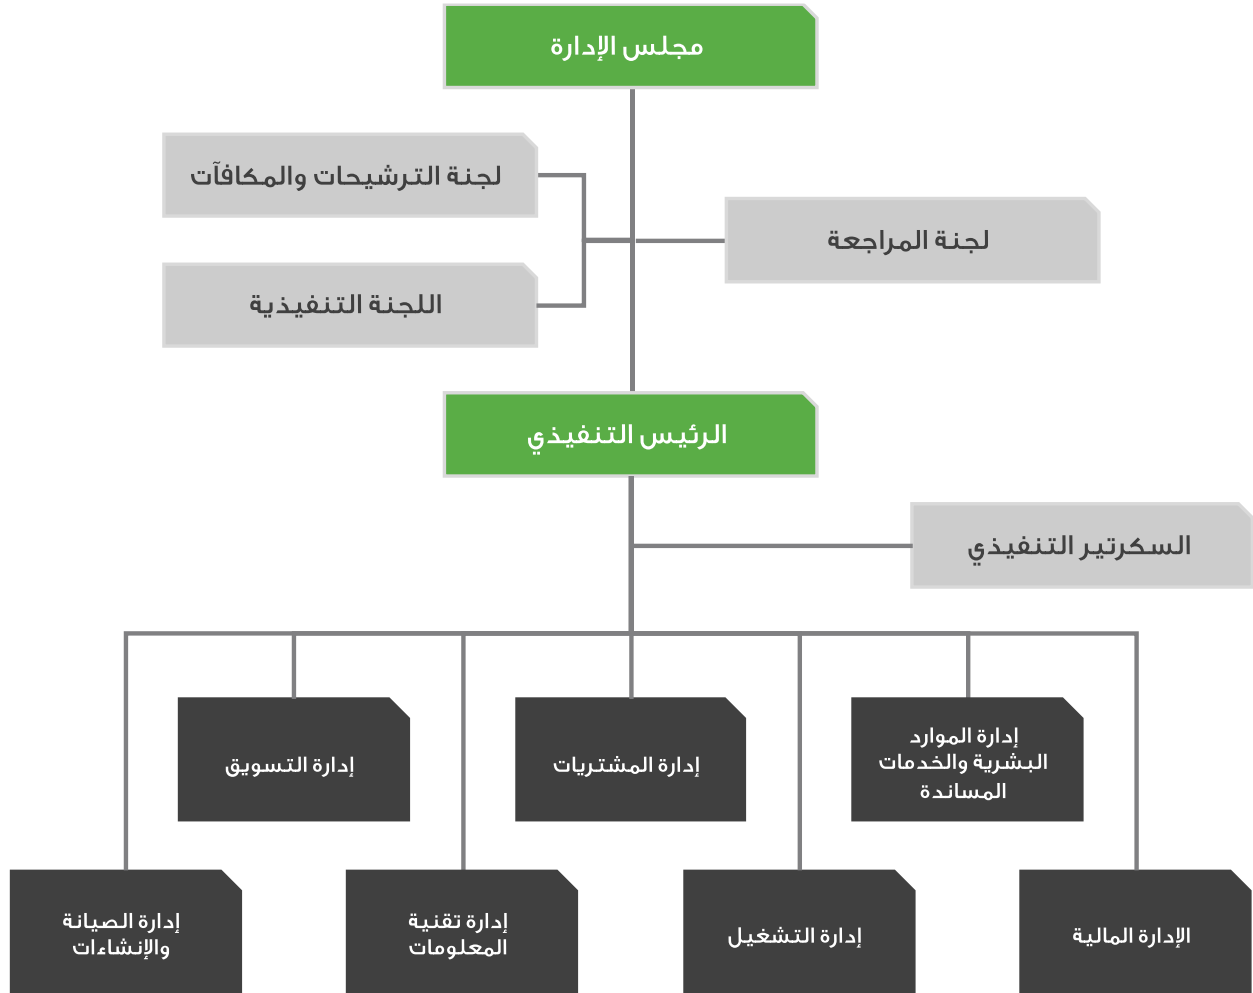 مجلس الإدارة
لجنة الترشيحات والمكافآت
لجنة المراجعة
اللجنة التنفيذية
الرئيس التنفيذي
السكرتير التنفيذي
إدارة الموارد
البشرية والخدمات
المساندة
إدارة المشتريات
إدارة التسويق
الإدارة المالية
إدارة التشغيل
إدارة تقنية
المعلومات
إدارة الصيانة
والإنشاءات